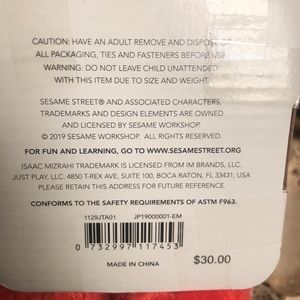 CAUTION: HAVE AN ADULT REMOVE AND DISPOSE
ALL PACKAGING, TIES AND FASTENERS BEFORE USE
WARNING: DO NOT LEAVE CHILD UNATTENDED
WITH THIS ITEM DUE TO SIZE AND WEIGHT.
SESAME STREET® AND ASSOCIATED CHARACTERS,
TRADEMARKS AND DESIGN ELEMENTS ARE OWNED
AND LICENSED BY SESAME WORKSHOP.
© 2019 SESAME WORKSHOP. ALL RIGHTS RESERVED.
FOR FUN AND LEARNING, GO TO WWW.SESAMESTREET.ORG
ISAAC MIZRAHI TRADEMARK IS LICENSED FROM IM BRANDS, LLC.
JUST PLAY, LLC. 4850 T-REX AVE, SUITE 100, BOCA RATON, FL 33431, USA
PLEASE RETAIN THIS ADDRESS FOR FUTURE REFERENCE.
CONFORMS TO THE SAFETY REQUIREMENTS OF ASTM F963.
1129JTA01 JP19000001-EM
0 732997 117453
MADE IN CHINA $30.00